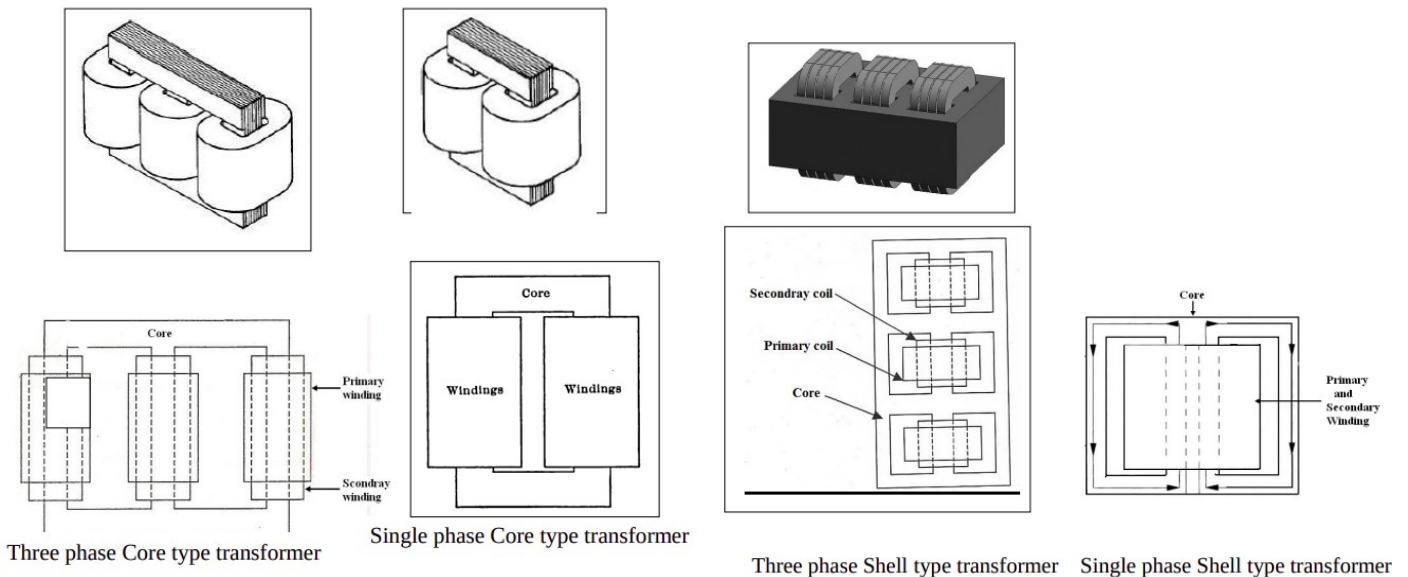 Core
Primary
winding
Scondray
winding
Three phase Core type transformer
Core
Windings
Windings
Single phase Core type transformer
Secondray coil
Primary coil
Core
Three phase Shell type transformer
Core
Primary
and
Secondary
Winding
Single phase Shell type transformer